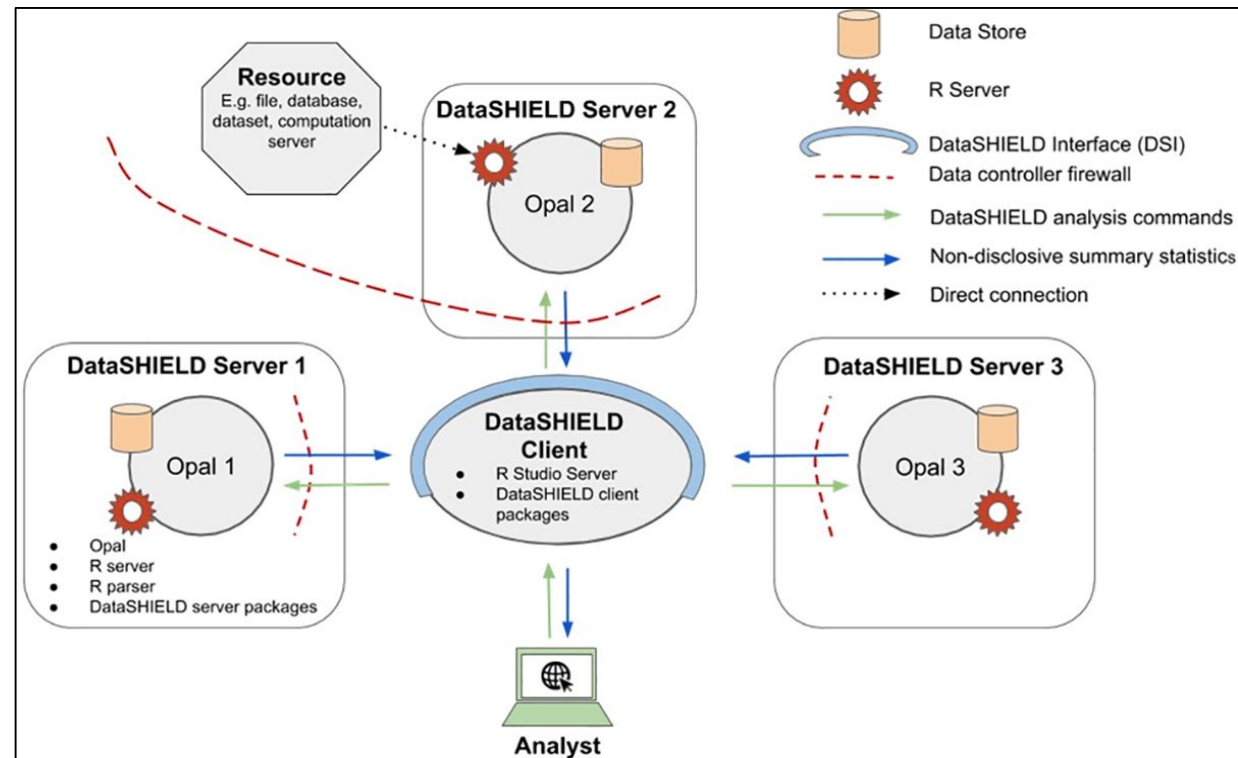 Resource
E.g. file, database,
dataset, computation
server
DataSHIELD Server 2
Opal 2
Data Store
R Server
DataSHIELD Interface (DSI)
Data controller firewall
DataSHIELD analysis commands
Non-disclosive summary statistics
Direct connection
DataSHIELD Server 1
Opal 1
• Opal
• R server
• R parser
• DataSHIELD server packages
DataSHIELD
Client
• R Studio Server
• DataSHIELD client
packages
DataSHIELD Server 3
Opal 3
Analyst